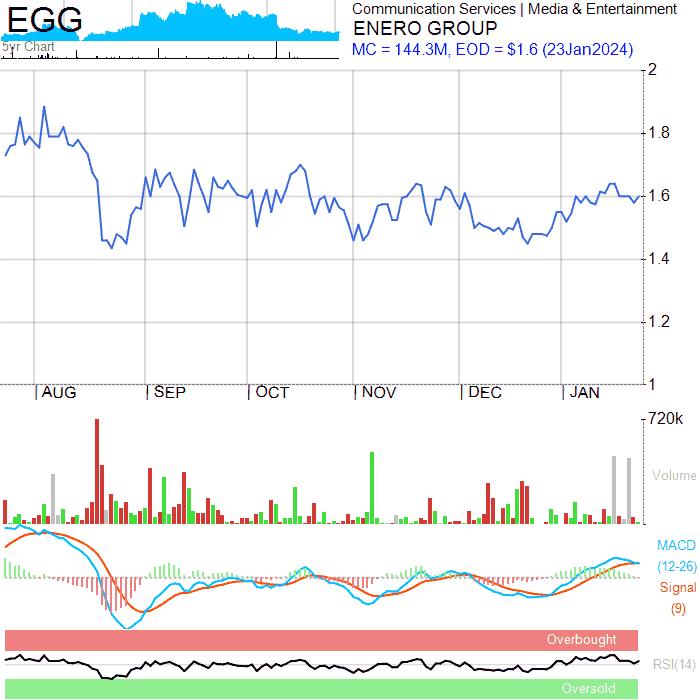 EGG
5yr Chart
Communication Services | Media & Entertainment
ENERO GROUP
MC = 144.3M, EOD = $1.6 (23Jan2024)
2
1.8
1.6
1.4
1.2
1
AUG SEP OCT NOV DEC JAN
720k
Volume
MACD
(12-26)
Signal
(9)
Overbought
RSI(14)
Oversold